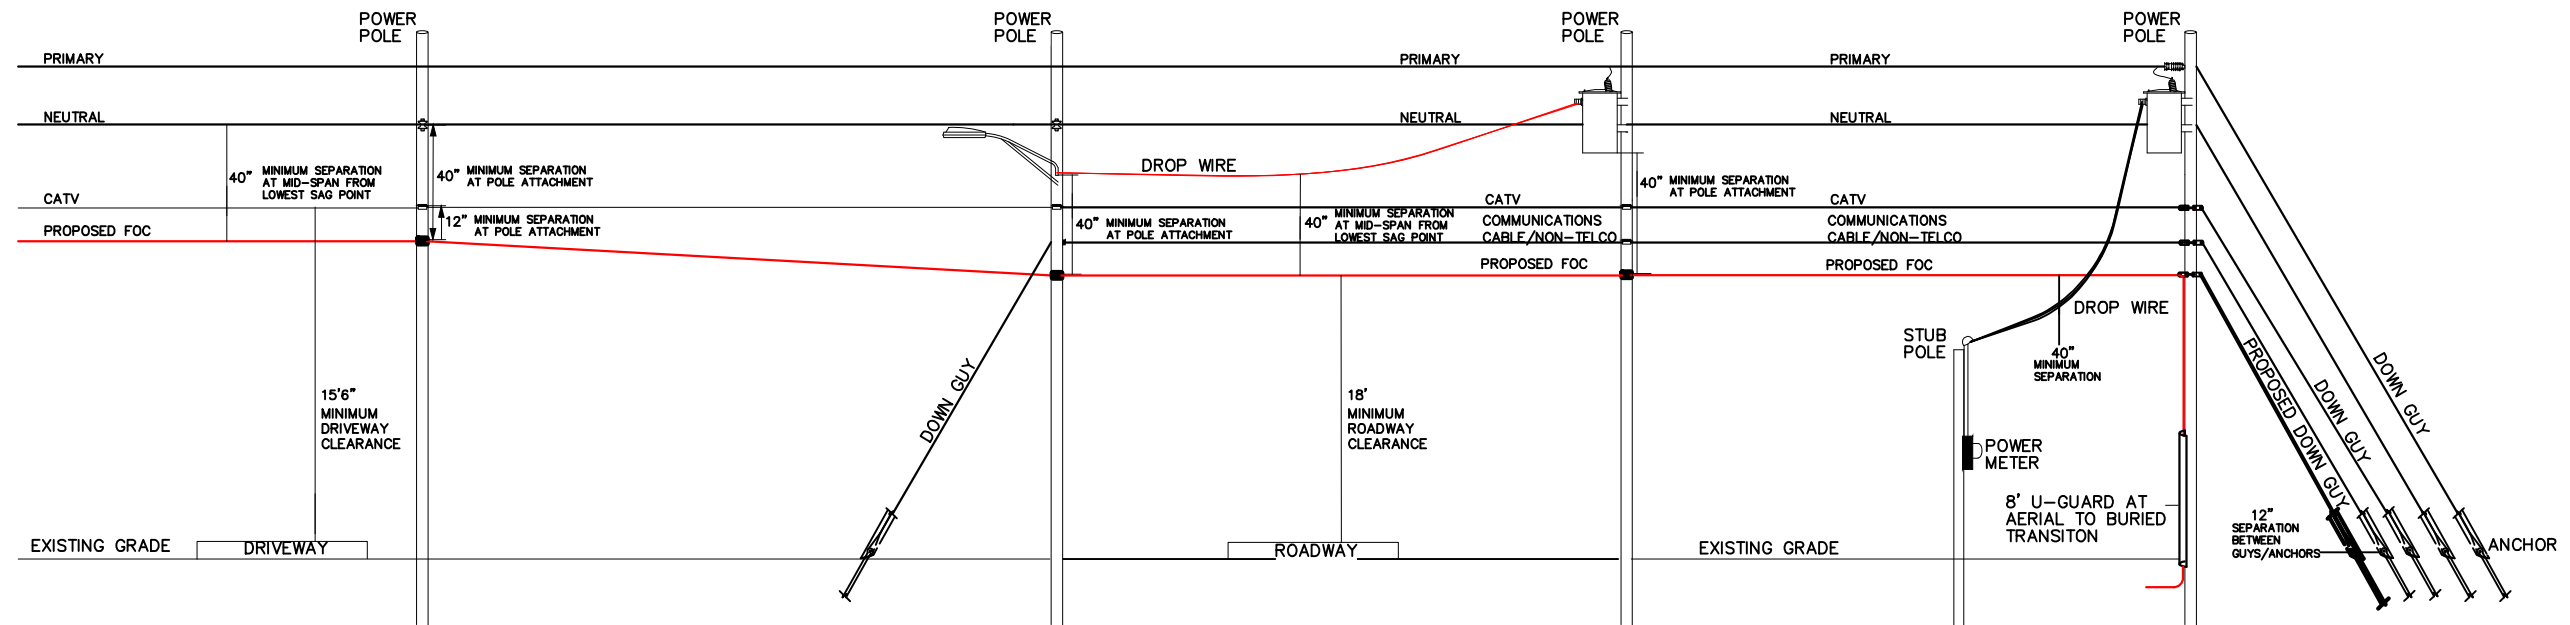 POWER
POLE
POWER
POLE
POWER
POLE
POWER
POLE
PRIMARY
PRIMARY
PRIMARY
NEUTRAL
NEUTRAL
NEUTRAL
DROP WIRE
40" MINIMUM SEPARATION
AT MID-SPAN FROM
LOWEST SAG POINT
40" MINIMUM SEPARATION
AT POLE ATTACHMENT
40" MINIMUM SEPARATION
AT POLE ATTACHMENT
CATV
CATV
CATV
12" MINIMUM SEPARATION
AT POLE ATTACHMENT
40" MINIMUM SEPARATION
AT POLE ATTACHMENT
40" MINIMUM SEPARATION
AT MID-SPAN FROM
LOWEST SAG POINT
COMMUNICATIONS
CABLE/NON-TELCO
COMMUNICATIONS
CABLE/NON-TELCO
PROPOSED FOC
PROPOSED FOC
PROPOSED FOC
DROP WIRE
STUB
POLE
40"
MINIMUM
SEPARATION
15'6"
MINIMUM
DRIVEWAY
CLEARANCE
DOWN GUY
18'
MINIMUM
ROADWAY
CLEARANCE
POWER
METER
PROPOSED DOWN GUY
DOWN GUY
DOWN GUY
8' U-GUARD AT
AERIAL TO BURIED
TRANSITON
12"
SEPARATION
BETWEEN
GUYS/ANCHORS
ANCHOR
EXISTING GRADE
DRIVEWAY
ROADWAY
EXISTING GRADE